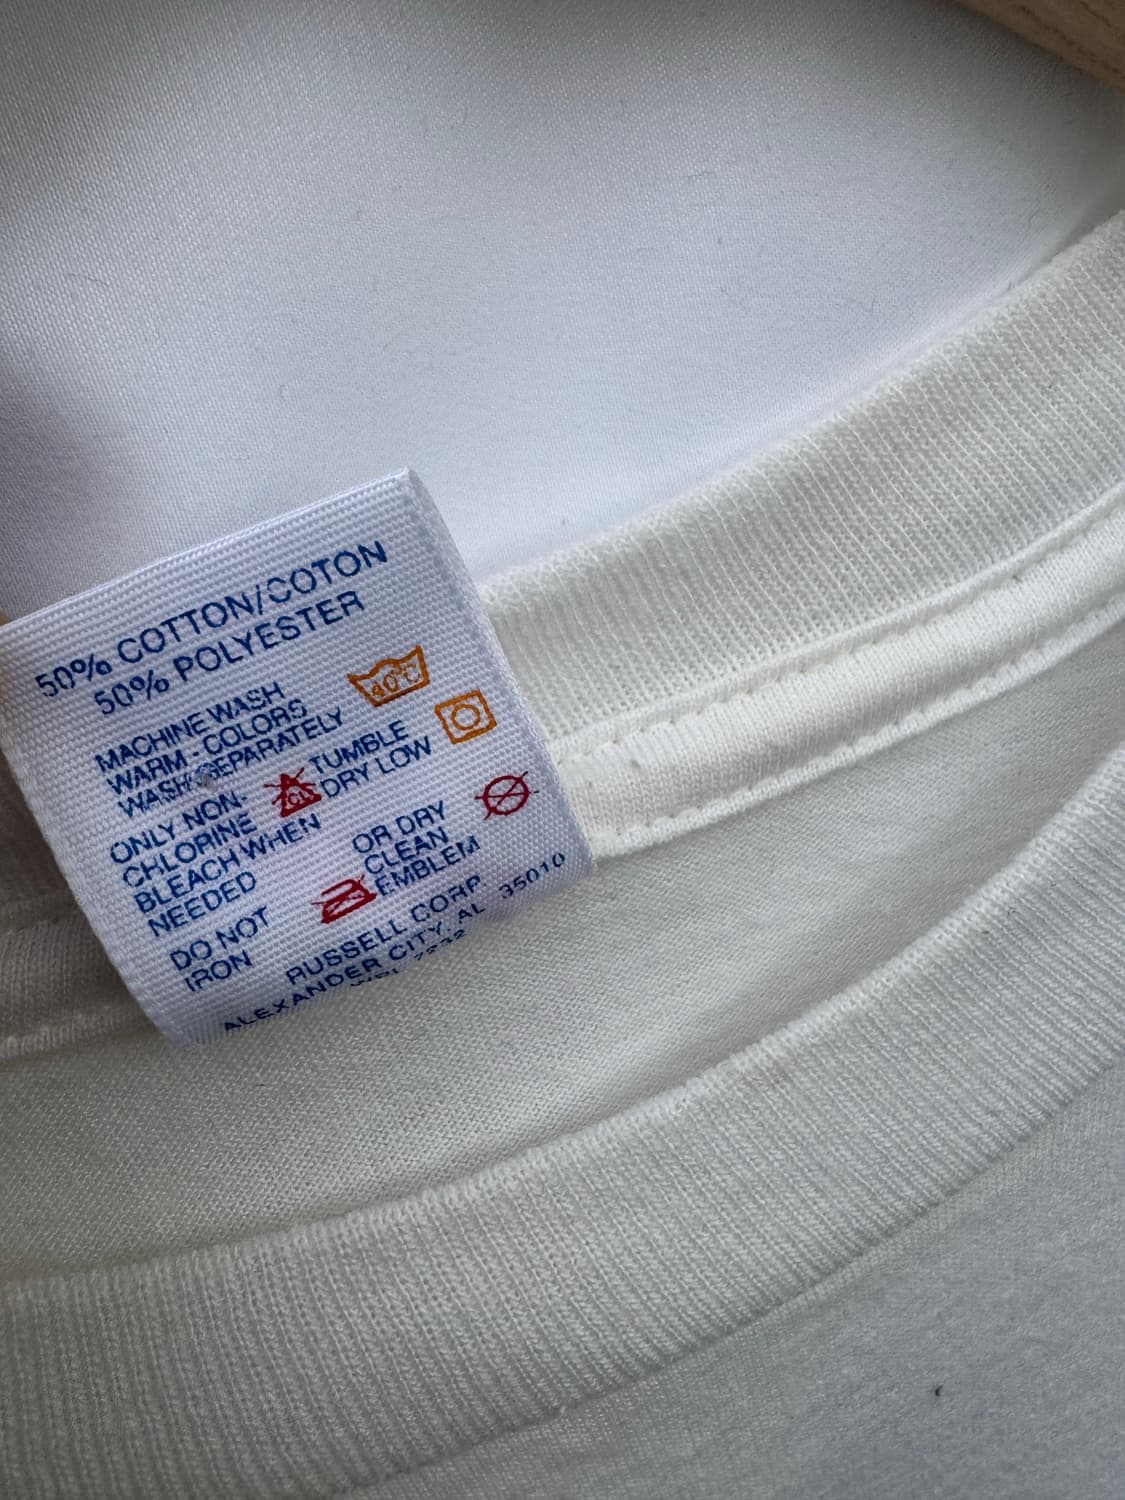 50% COTTON/COTON
50% POLYESTER
MACHINE WASH
WARM - COLORS
WASH SEPARATELY
40°C
ONLY NON-
CHLORINE
BLEACH WHEN
NEEDED
CL
TUMBLE
DRY LOW
DO NOT
IRON
OR DRY
CLEAN
EMBLEM
RUSSELL CORP
ALEXANDER CITY, AL 35010